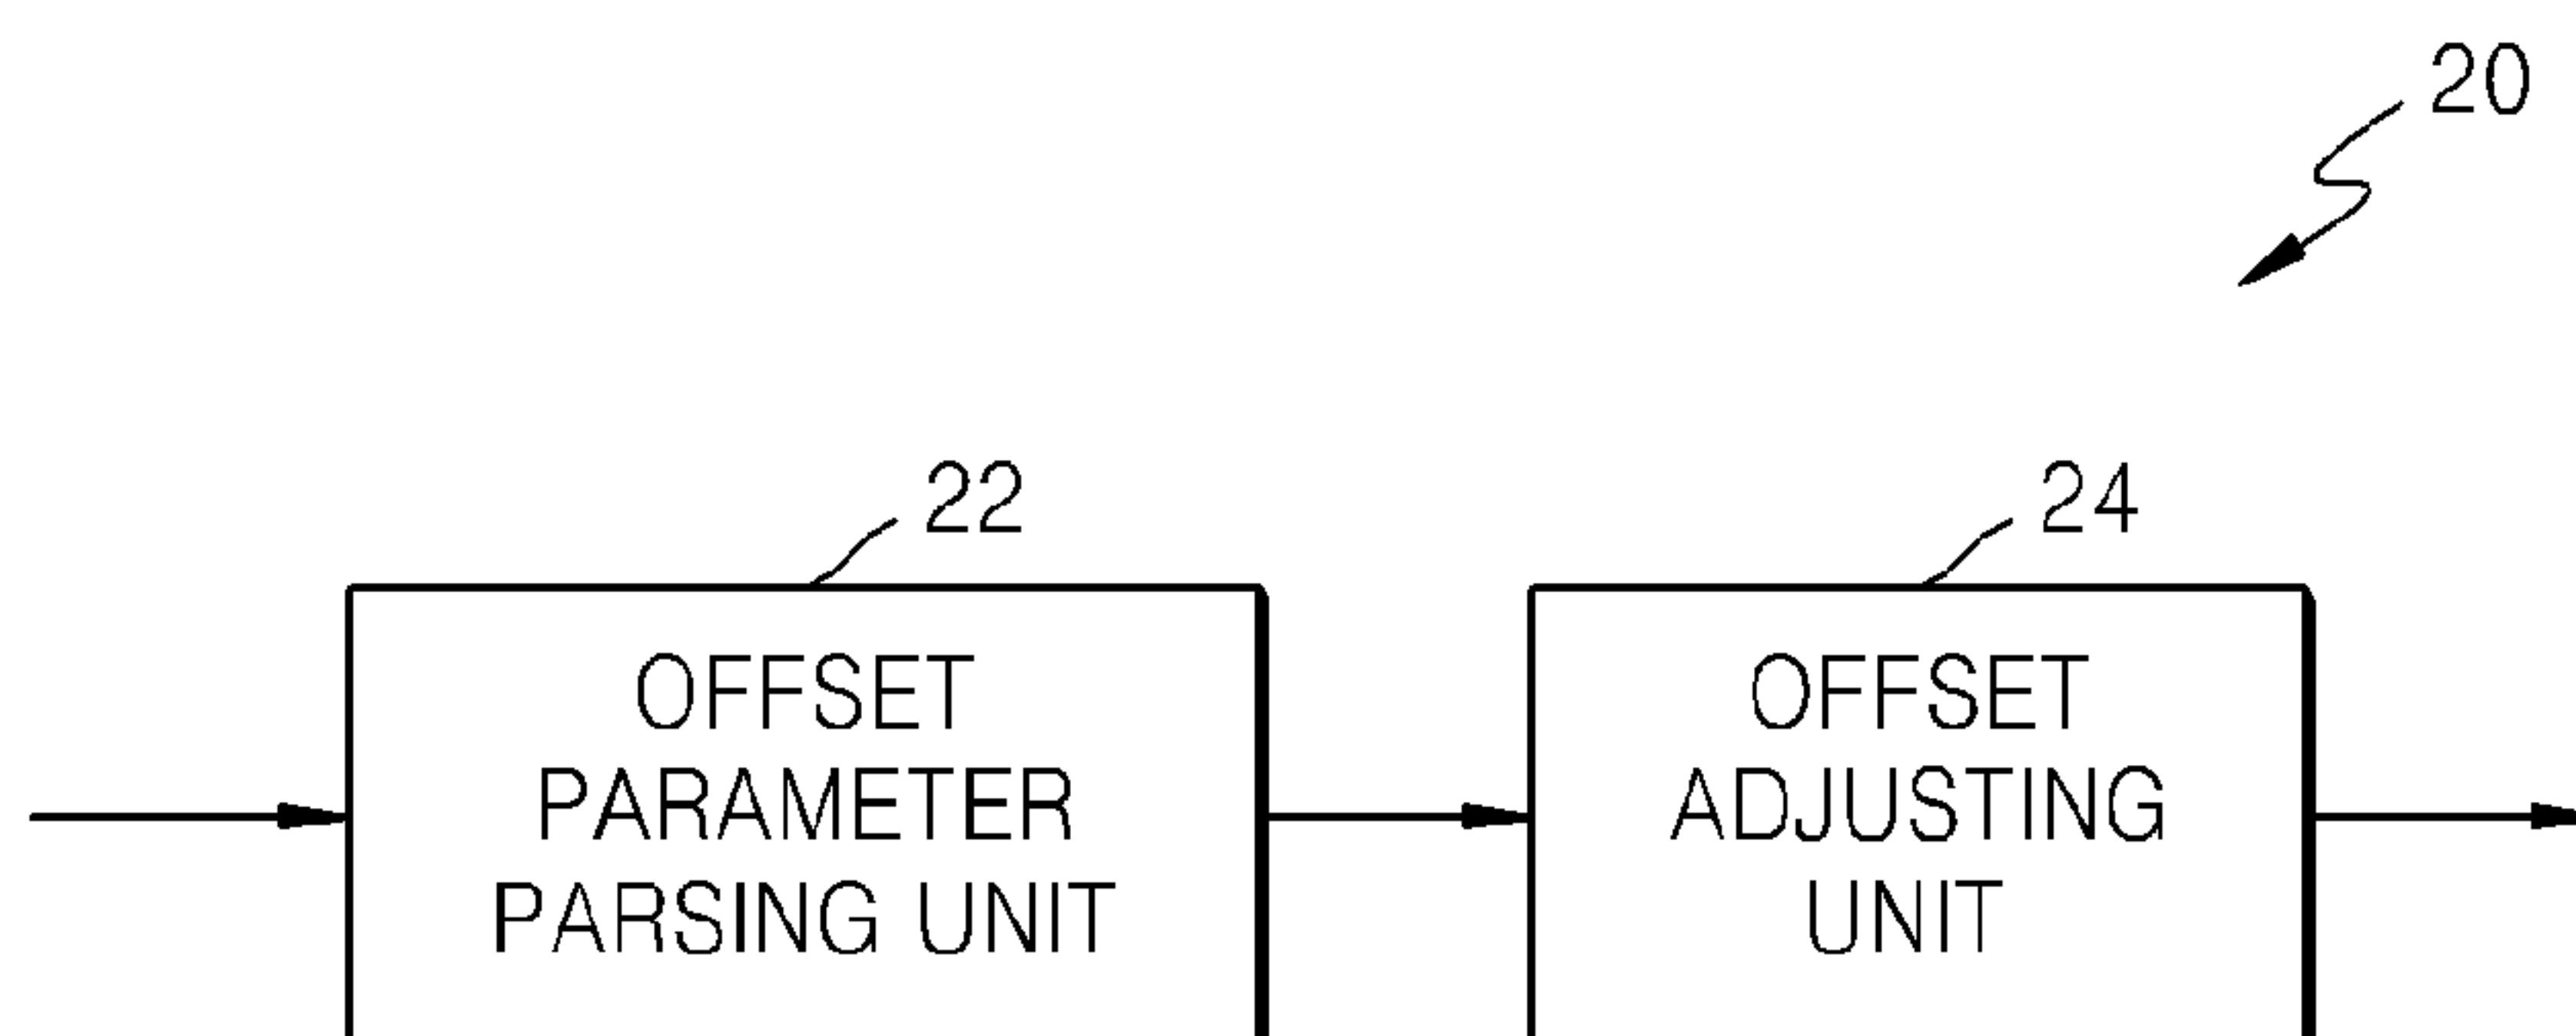 20
22
24
OFFSET
PARAMETER
PARSING UNIT
OFFSET
ADJUSTING
UNIT